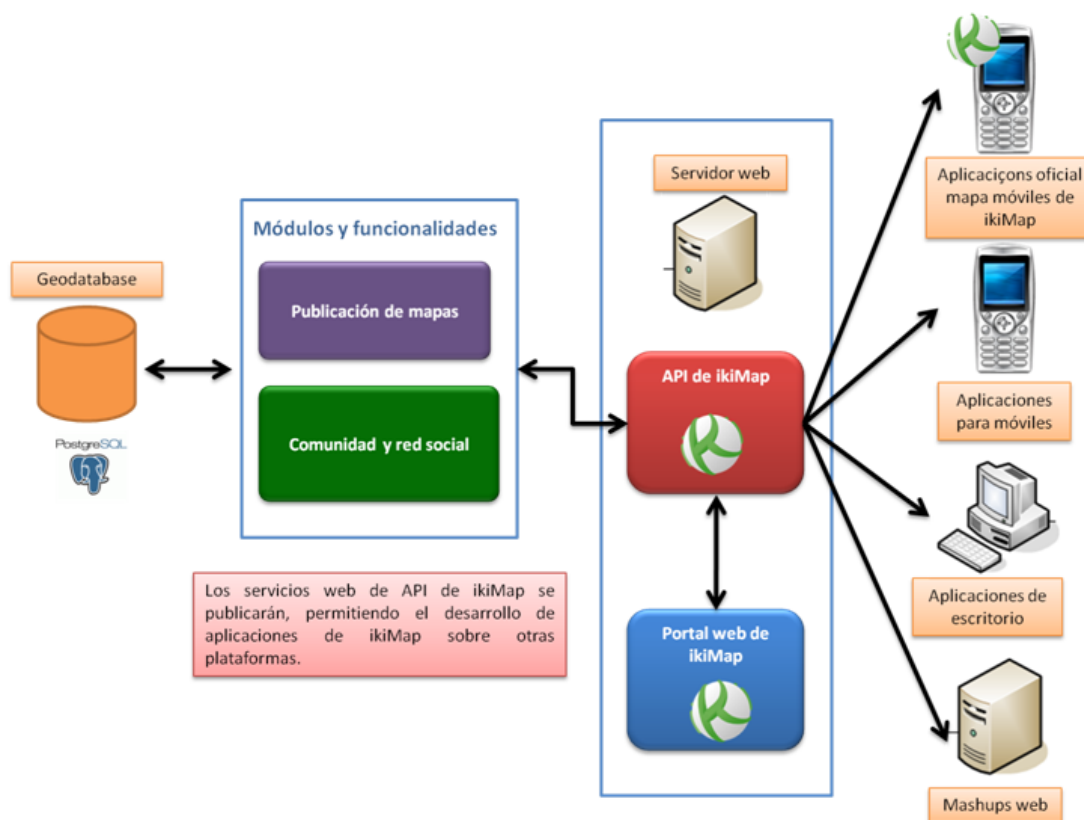 Geodatabase
PostgreSQL
Módulos y funcionalidades
Publicación de mapas
Comunidad y red social
Los servicios web de API de ikiMap se
publicarán, permitiendo el desarrollo de
aplicaciones de ikiMap sobre otras
plataformas.
Servidor web
API de ikiMap
Portal web de
ikiMap
Aplicaciçons oficial
mapa móviles de
ikiMap
Aplicaciones
para móviles
Aplicaciones de
escritorio
Mashups web